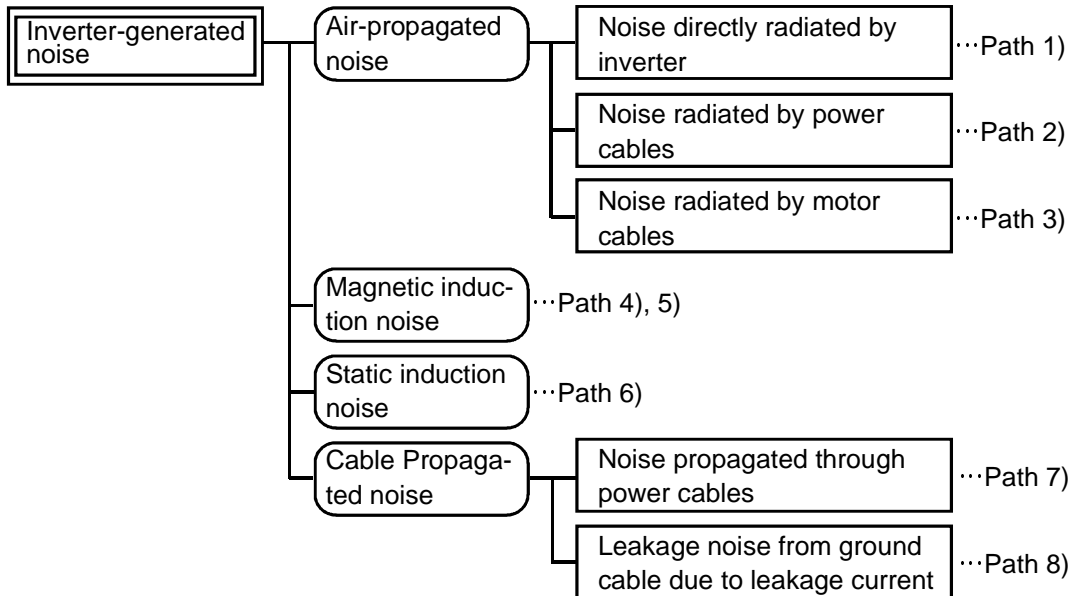 Inverter-generated
noise
Air-propagated
noise
Noise directly radiated by
inverter
···Path 1)
Noise radiated by power
cables
···Path 2)
Noise radiated by motor
cables
···Path 3)
Magnetic induc-
tion noise
···Path 4), 5)
Static induction
noise
···Path 6)
Cable Propaga-
ted noise
Noise propagated through
power cables
···Path 7)
Leakage noise from ground
cable due to leakage current
···Path 8)